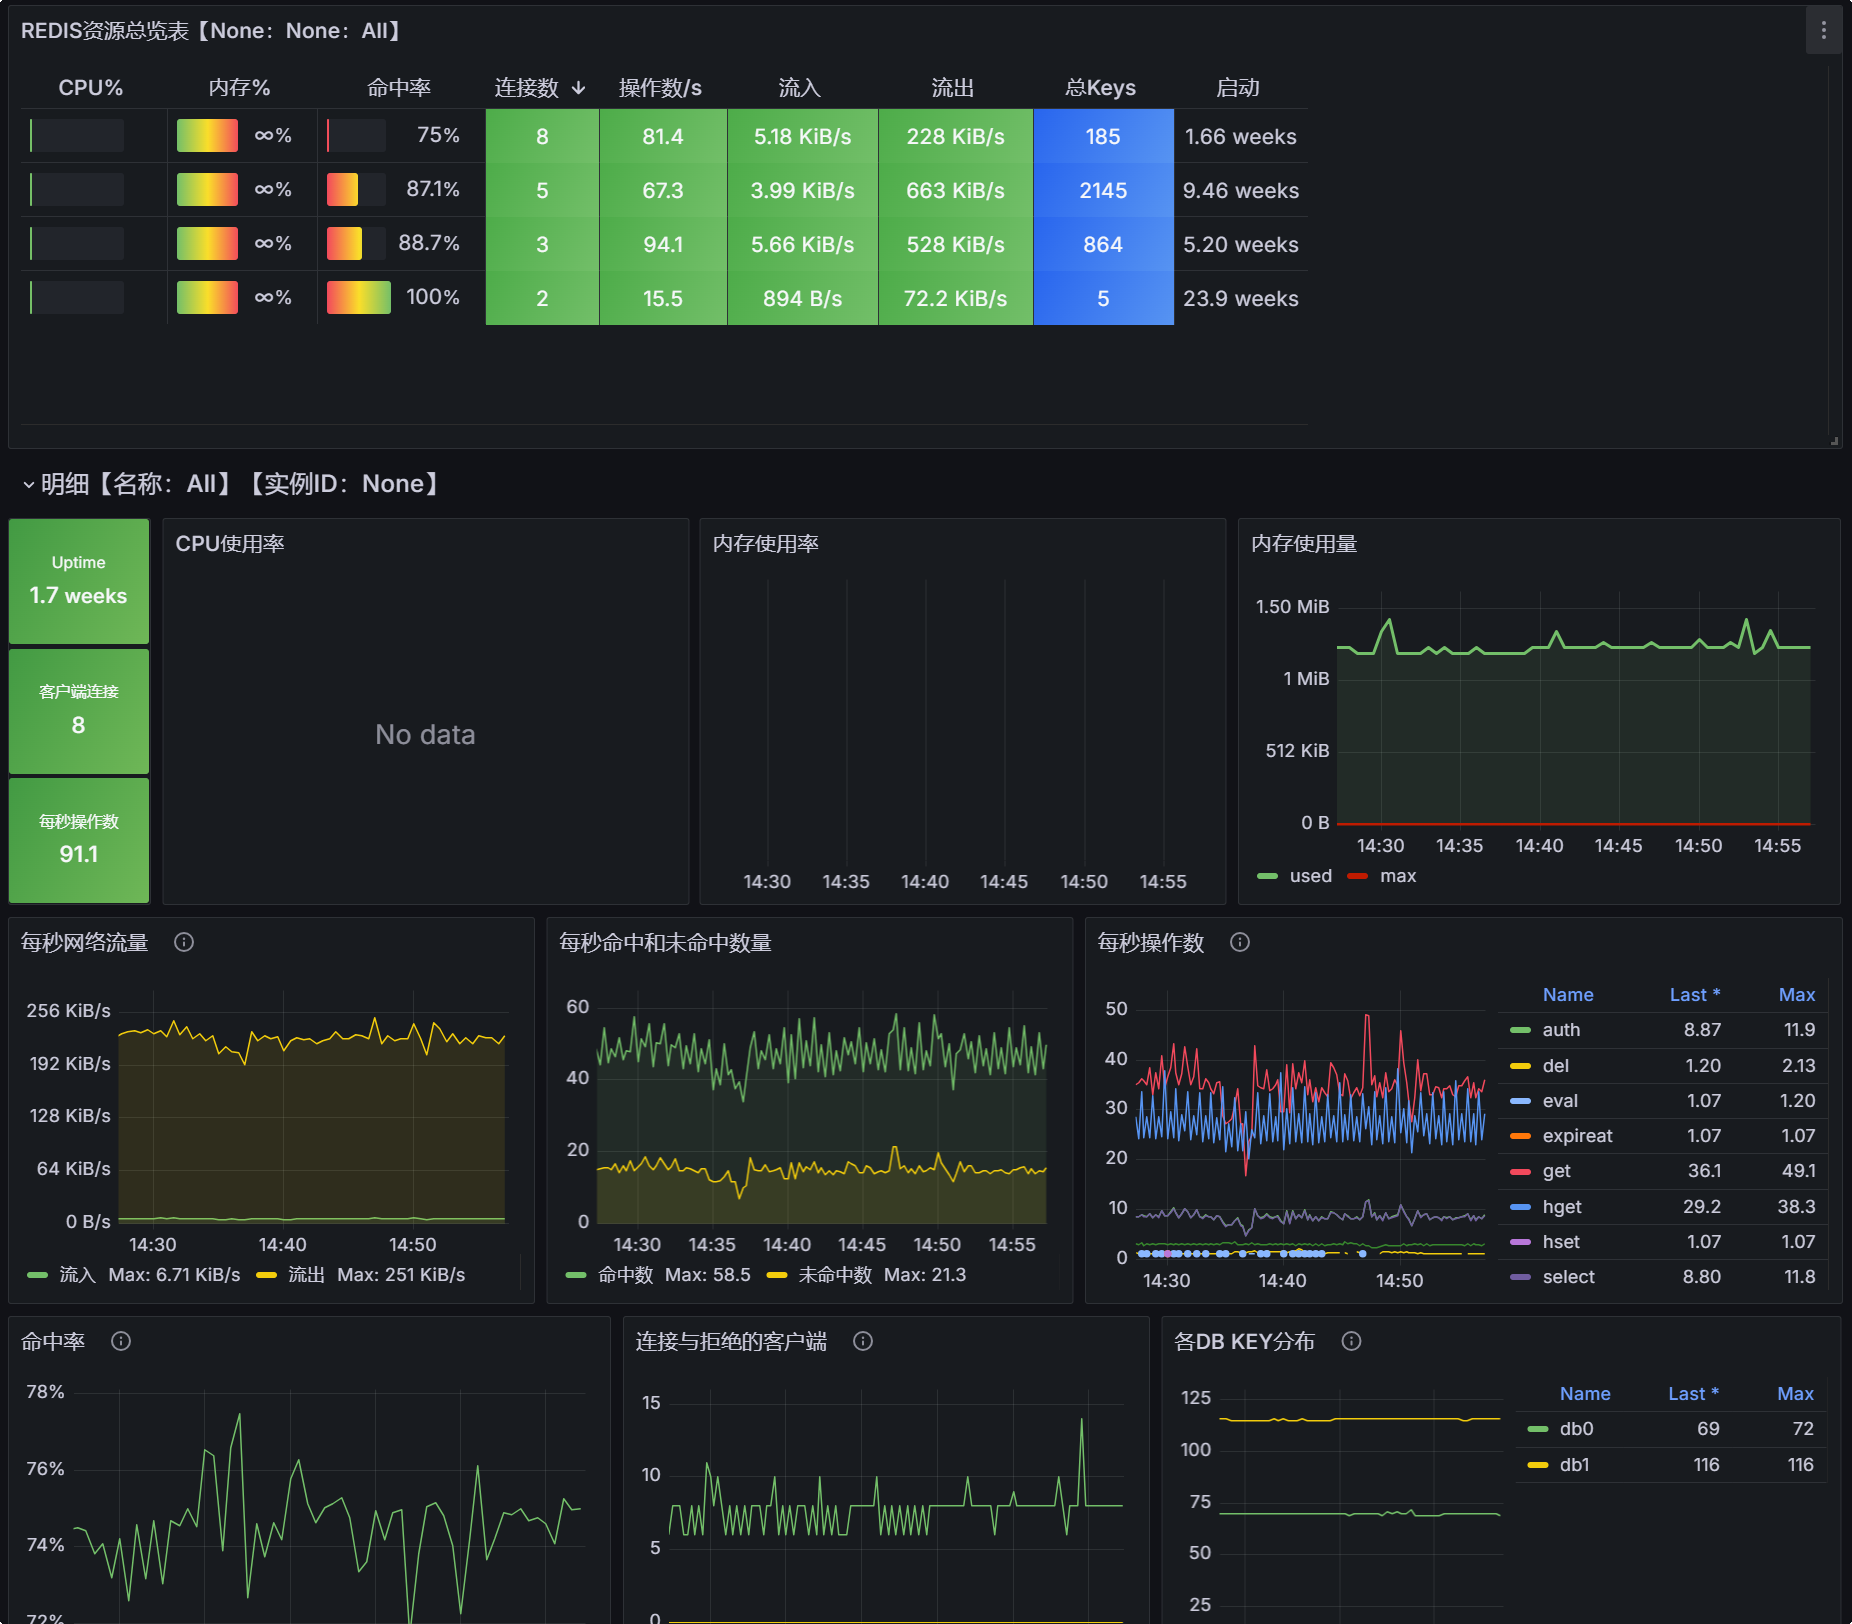 REDIS资源总览表【None：None：All】
CPU% 内存% 命中率 连接数 操作数/s 流入 流出 总Keys 启动
∞% 75% 8 81.4 5.18 KiB/s 228 KiB/s 185 1.66 weeks
∞% 87.1% 5 67.3 3.99 KiB/s 663 KiB/s 2145 9.46 weeks
∞% 88.7% 3 94.1 5.66 KiB/s 528 KiB/s 864 5.20 weeks
∞% 100% 2 15.5 894 B/s 72.2 KiB/s 5 23.9 weeks
明细【名称：All】【实例ID：None】
Uptime
1.7 weeks
客户端连接
8
每秒操作数
91.1
CPU使用率
No data
内存使用率
14:30 14:35 14:40 14:45 14:50 14:55
内存使用量
1.50 MiB
1 MiB
512 KiB
0 B
14:30 14:35 14:40 14:45 14:50 14:55
used max
每秒网络流量
256 KiB/s
192 KiB/s
128 KiB/s
64 KiB/s
0 B/s
14:30 14:40 14:50
流入 Max: 6.71 KiB/s 流出 Max: 251 KiB/s
每秒命中和未命中数量
60
40
20
0
14:30 14:35 14:40 14:45 14:50 14:55
命中数 Max: 58.5 未命中数 Max: 21.3
每秒操作数
50
40
30
20
10
0
14:30 14:40 14:50
Name Last * Max
auth 8.87 11.9
del 1.20 2.13
eval 1.07 1.20
expireat 1.07 1.07
get 36.1 49.1
hget 29.2 38.3
hset 1.07 1.07
select 8.80 11.8
命中率
78%
76%
74%
72%
连接与拒绝的客户端
15
10
5
0
各DB KEY分布
125
100
75
50
25
Name Last * Max
db0 69 72
db1 116 116